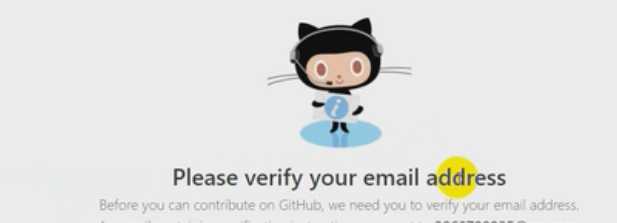 i
Please verify your email address
Before you can contribute on GitHub, we need you to verify your email address.